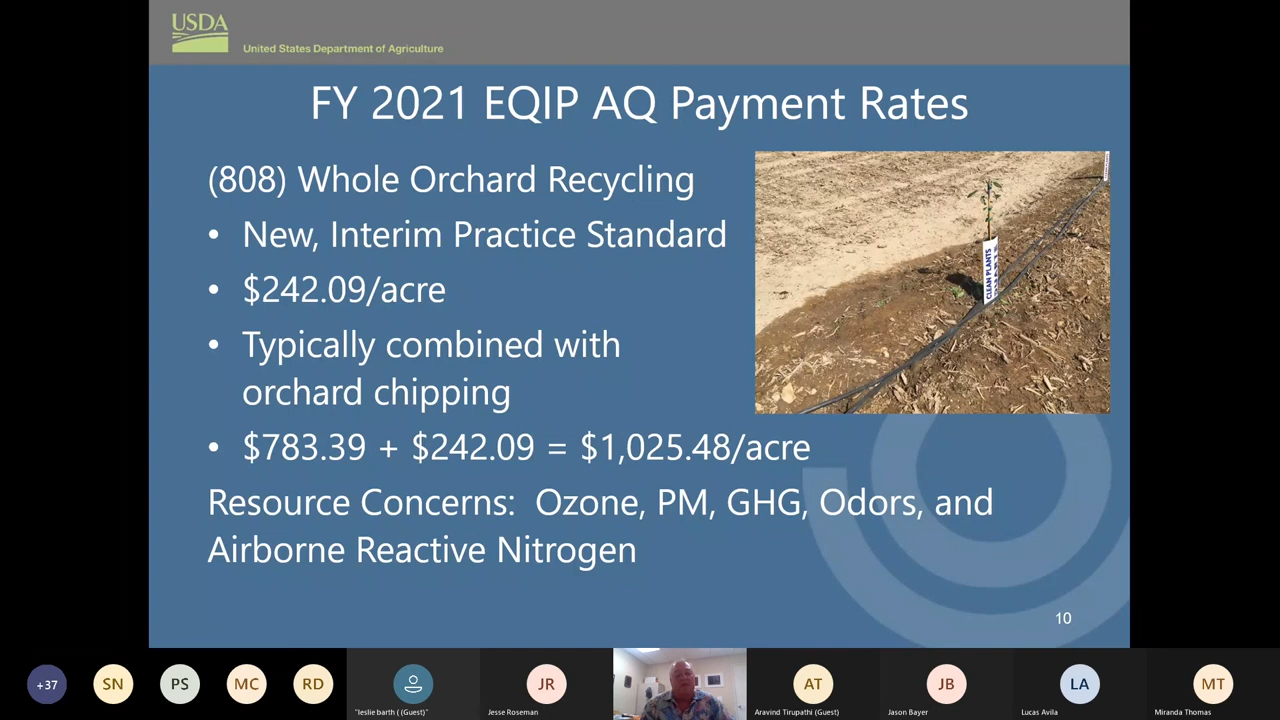 USDA
United States Department of Agriculture
FY 2021 EQIP AQ Payment Rates
(808) Whole Orchard Recycling
• New, Interim Practice Standard
• $242.09/acre
• Typically combined with
orchard chipping
• $783.39 + $242.09 = $1,025.48/acre
Resource Concerns:  Ozone, PM, GHG, Odors, and
Airborne Reactive Nitrogen
CLEAN PLANTS
10
+37
SN
PS
MC
RD
JR
AT
JB
LA
MT
"leslie barth ( (Guest)"
Jesse Roseman
Aravind Tirupathi (Guest)
Jason Bayer
Lucas Avila
Miranda Thomas